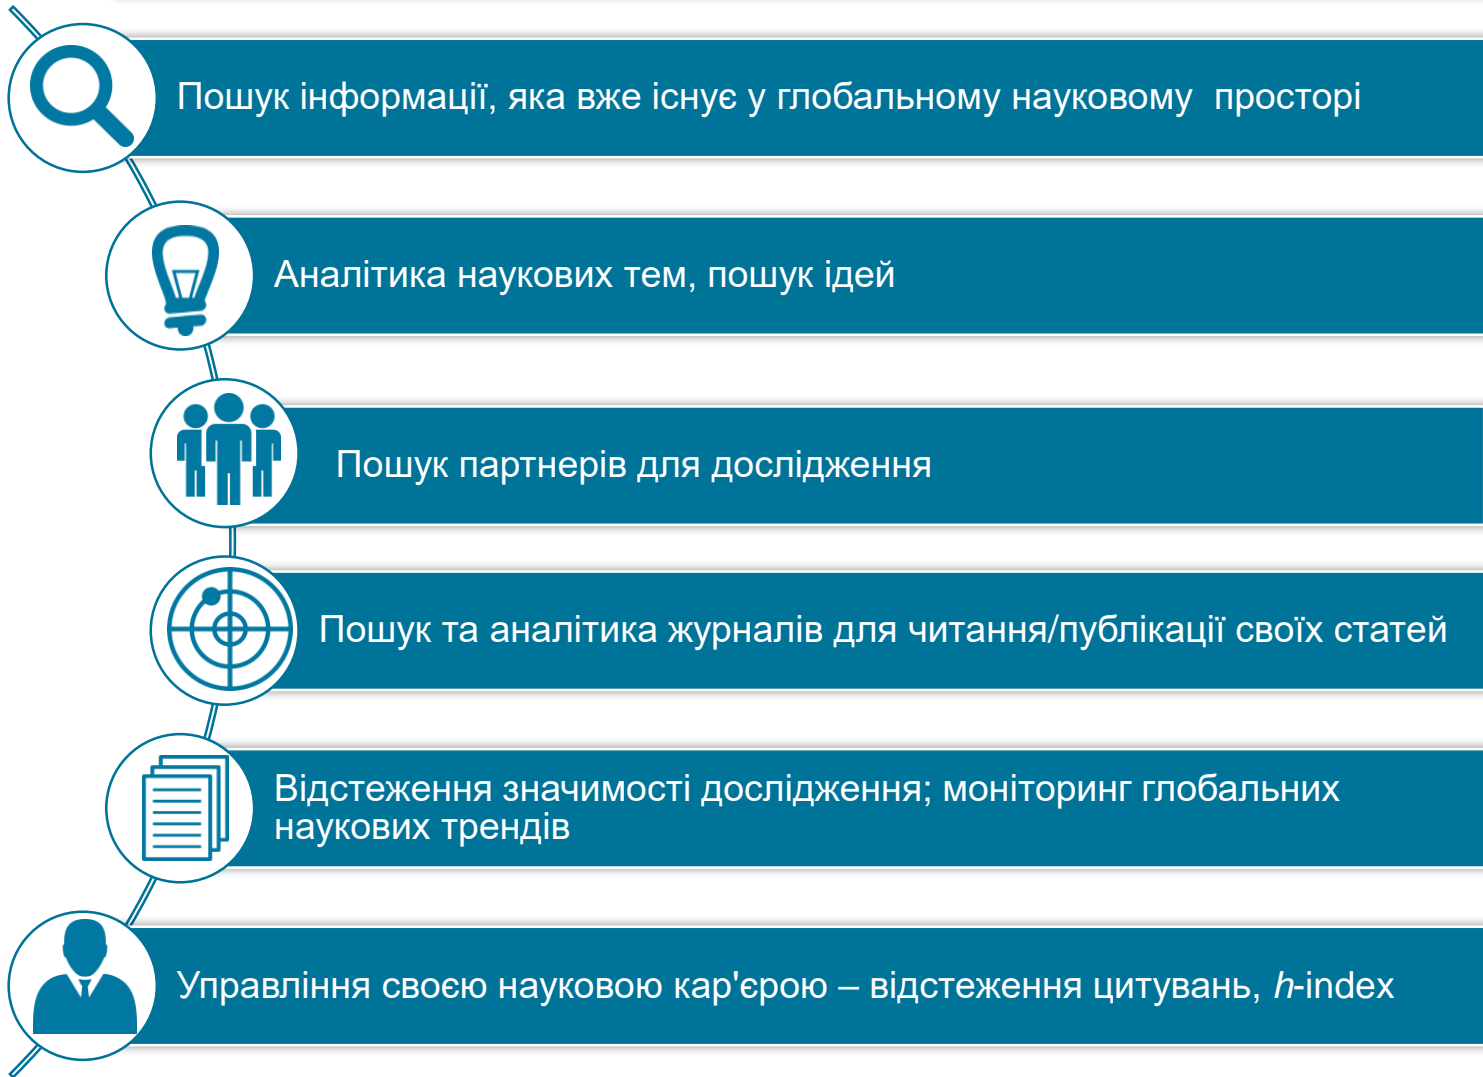 Пошук інформації, яка вже існує у глобальному науковому просторі
Аналітика наукових тем, пошук ідей
Пошук партнерів для дослідження
Пошук та аналітика журналів для читання/публікації своїх статей
Відстеження значимості дослідження; моніторинг глобальних
наукових трендів
Управління своєю науковою кар'єрою – відстеження цитувань, h-index